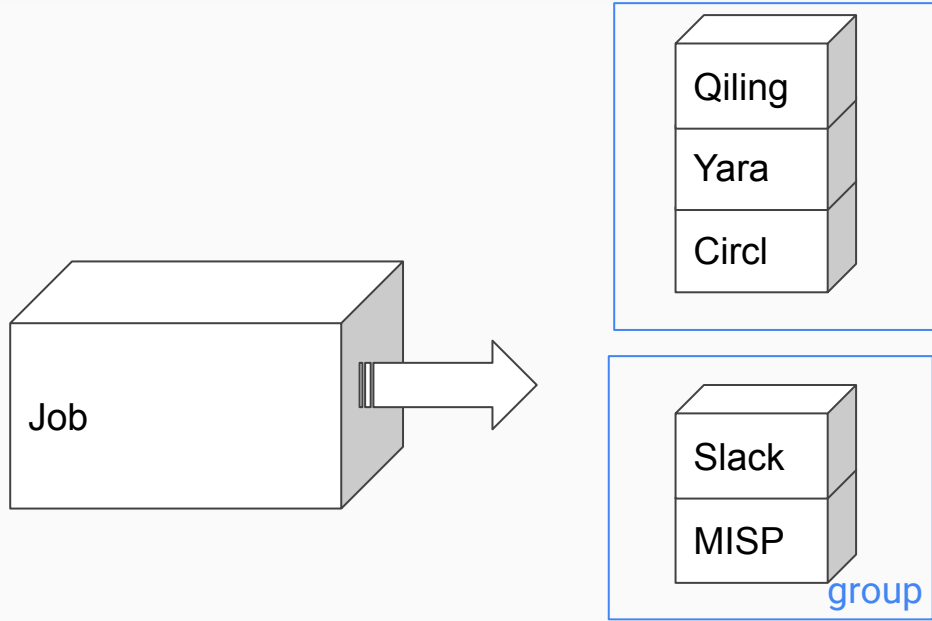 Qiling
Yara
Circl
Job
Slack
MISP
group